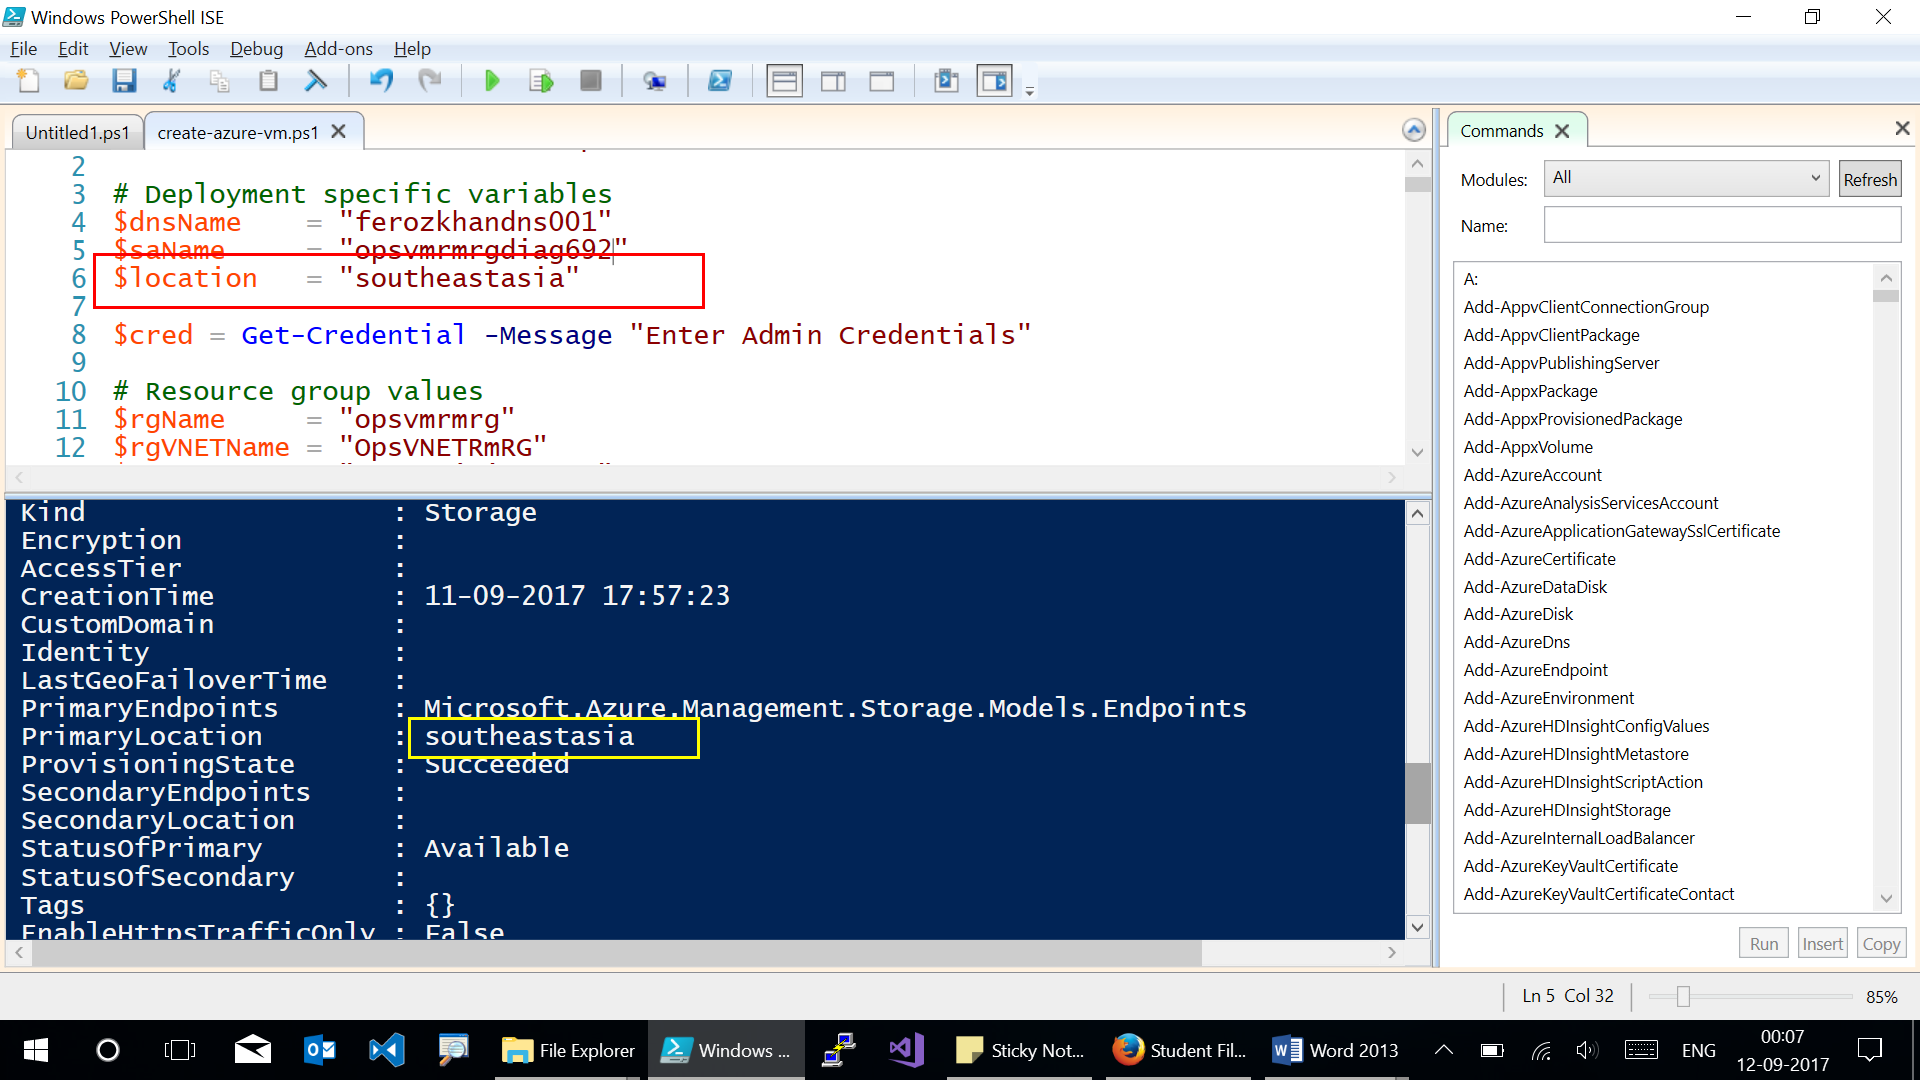 Windows PowerShell ISE
File Edit View Tools Debug Add-ons Help
Untitled1.ps1 create-azure-vm.ps1
2
3 # Deployment specific variables
4 $dnsName = "ferozkhandns001"
5 $saName = "opsvmrmrgdiag692"
6 $location = "southeastasia"
7
8 $cred = Get-Credential -Message "Enter Admin Credentials"
9
10 # Resource group values
11 $rgName = "opsvmrmrg"
12 $rgVNETName = "OpsVNETRmRG"
Kind : Storage
Encryption :
AccessTier :
CreationTime : 11-09-2017 17:57:23
CustomDomain :
Identity :
LastGeoFailoverTime :
PrimaryEndpoints : Microsoft.Azure.Management.Storage.Models.Endpoints
PrimaryLocation : southeastasia
ProvisioningState : Succeeded
SecondaryEndpoints :
SecondaryLocation :
StatusOfPrimary : Available
StatusOfSecondary :
Tags : {}
EnableHttpsTrafficOnly : False
Commands
Modules: All Refresh
Name:
A:
Add-AppvClientConnectionGroup
Add-AppvClientPackage
Add-AppvPublishingServer
Add-AppxPackage
Add-AppxProvisionedPackage
Add-AppxVolume
Add-AzureAccount
Add-AzureAnalysisServicesAccount
Add-AzureApplicationGatewaySslCertificate
Add-AzureCertificate
Add-AzureDataDisk
Add-AzureDisk
Add-AzureDns
Add-AzureEndpoint
Add-AzureEnvironment
Add-AzureHDInsightConfigValues
Add-AzureHDInsightMetastore
Add-AzureHDInsightScriptAction
Add-AzureHDInsightStorage
Add-AzureInternalLoadBalancer
Add-AzureKeyVaultCertificate
Add-AzureKeyVaultCertificateContact
Run Insert Copy
Ln 5 Col 32 85%
File Explorer Windows ... Sticky Not... Student Fil... Word 2013 ENG 00:07
12-09-2017